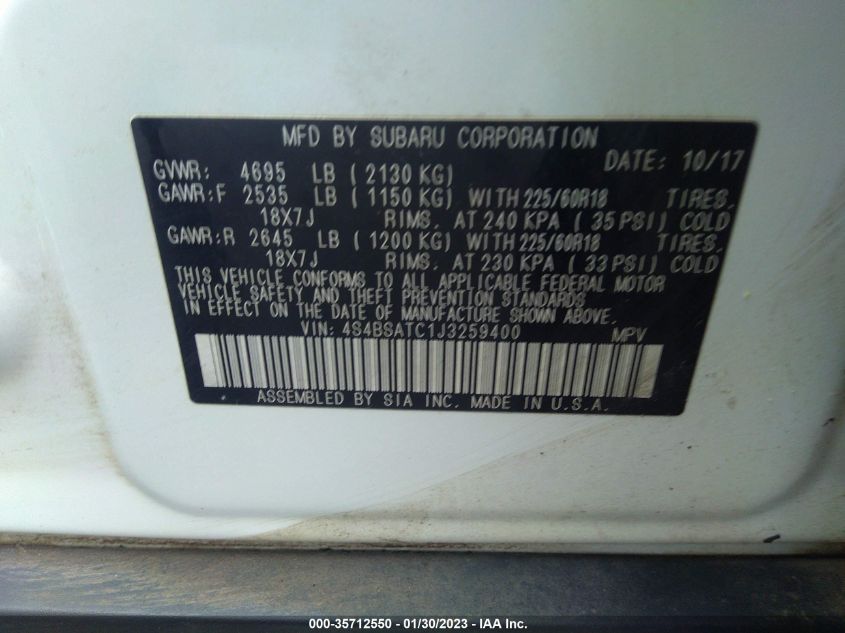 MFD BY SUBARU CORPORATION
DATE: 10/17
GVWR: 4695 LB ( 2130 KG)
GAWR:F 2535 LB ( 1150 KG) WITH 225/60R18 TIRES,
18X7J RIMS, AT 240 KPA ( 35 PSI) COLD
GAWR:R 2645 LB ( 1200 KG) WITH 225/60R18 TIRES,
18X7J RIMS, AT 230 KPA ( 33 PSI) COLD
THIS VEHICLE CONFORMS TO ALL APPLICABLE FEDERAL MOTOR
VEHICLE SAFETY AND THEFT PREVENTION STANDARDS
IN EFFECT ON THE DATE OF MANUFACTURE SHOWN ABOVE.
VIN: 4S4BSATC1J3259400 MPV
ASSEMBLED BY SIA INC. MADE IN U.S.A.
000-35712550 - 01/30/2023 - IAA Inc.